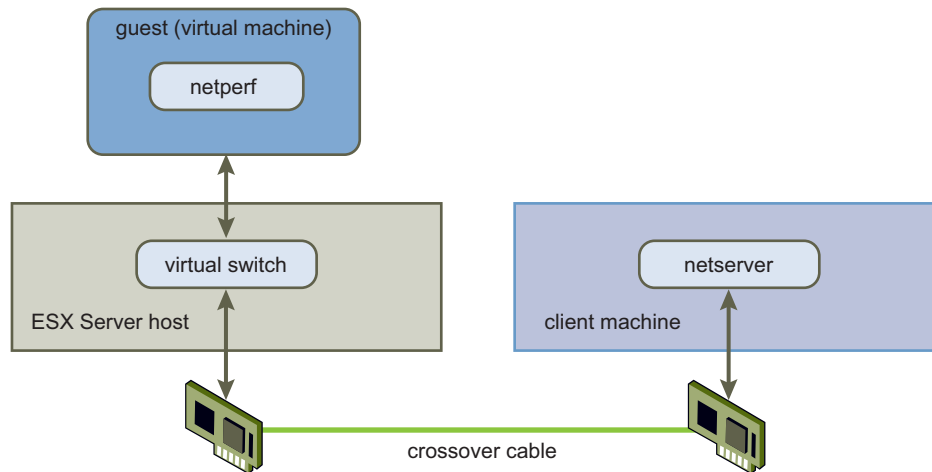 guest (virtual machine)
netperf
virtual switch
ESX Server host
netserver
client machine
crossover cable